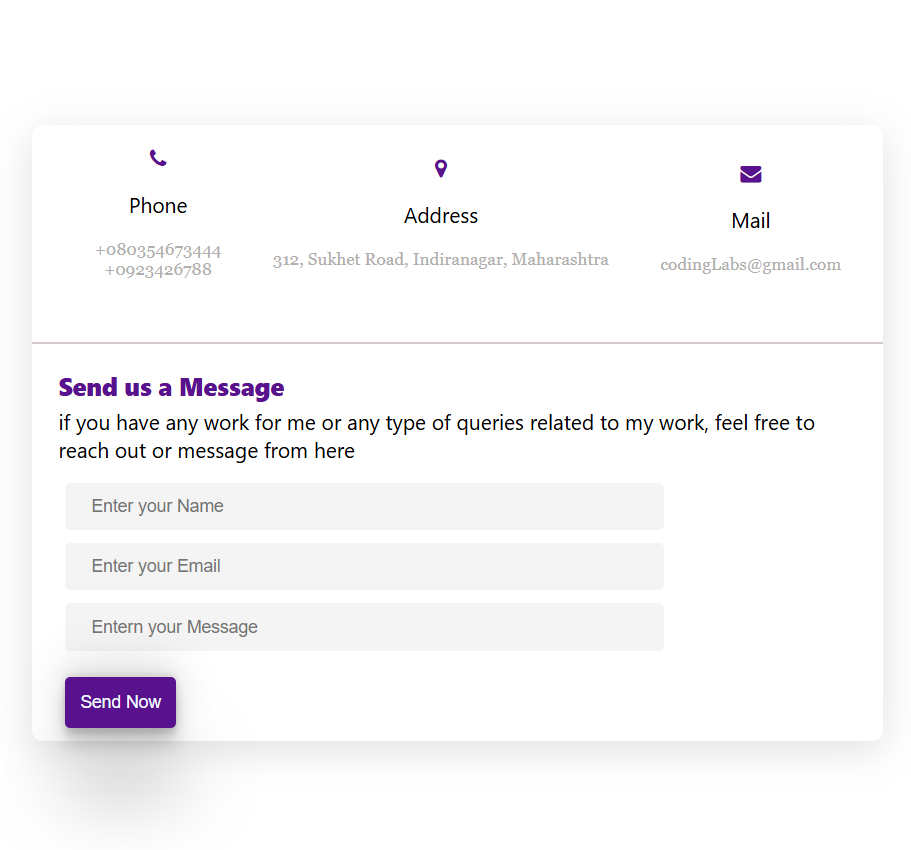 Phone
+080354673444
+0923426788
Address
312, Sukhet Road, Indiranagar, Maharashtra
Mail
codingLabs@gmail.com
Send us a Message
if you have any work for me or any type of queries related to my work, feel free to
reach out or message from here
Enter your Name
Enter your Email
Entern your Message
Send Now